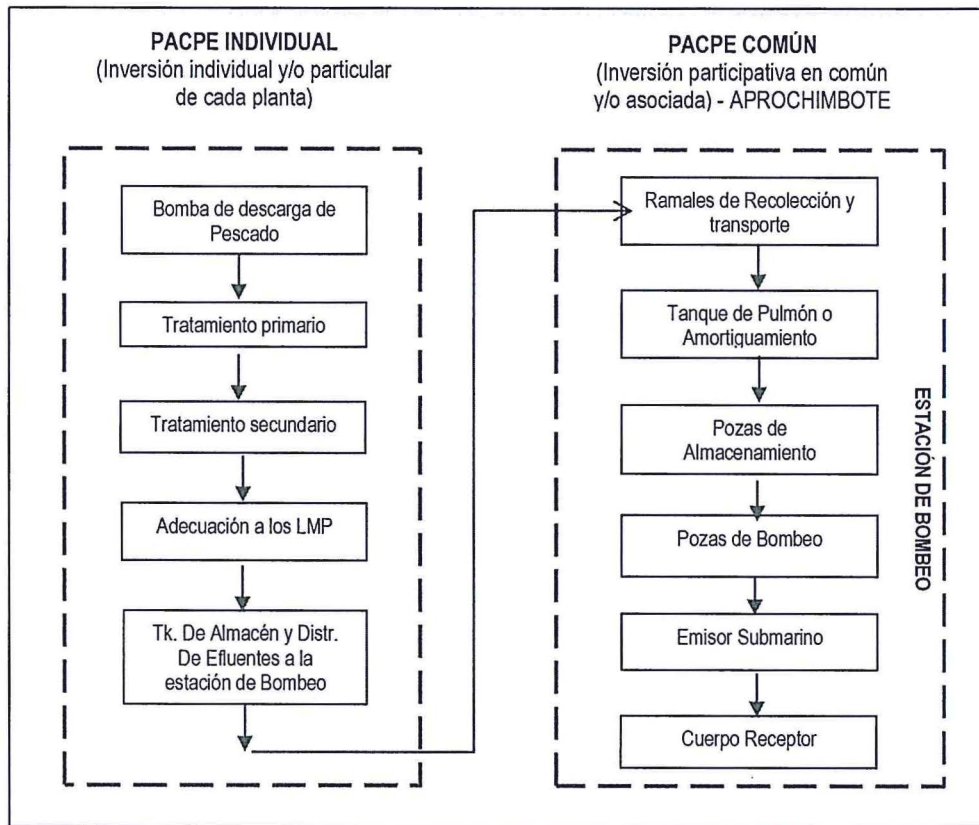 PACPE INDIVIDUAL
(Inversión individual y/o particular
de cada planta)
Bomba de descarga de
Pescado
Tratamiento primario
Tratamiento secundario
Adecuación a los LMP
Tk. De Almacén y Distr.
De Efluentes a la
estación de Bombeo
PACPE COMÚN
(Inversión participativa en común
y/o asociada) - APROCHIMBOTE
Ramales de Recolección y
transporte
Tanque de Pulmón o
Amortiguamiento
Pozas de
Almacenamiento
Pozas de Bombeo
Emisor Submarino
Cuerpo Receptor
ESTACIÓN DE BOMBEO